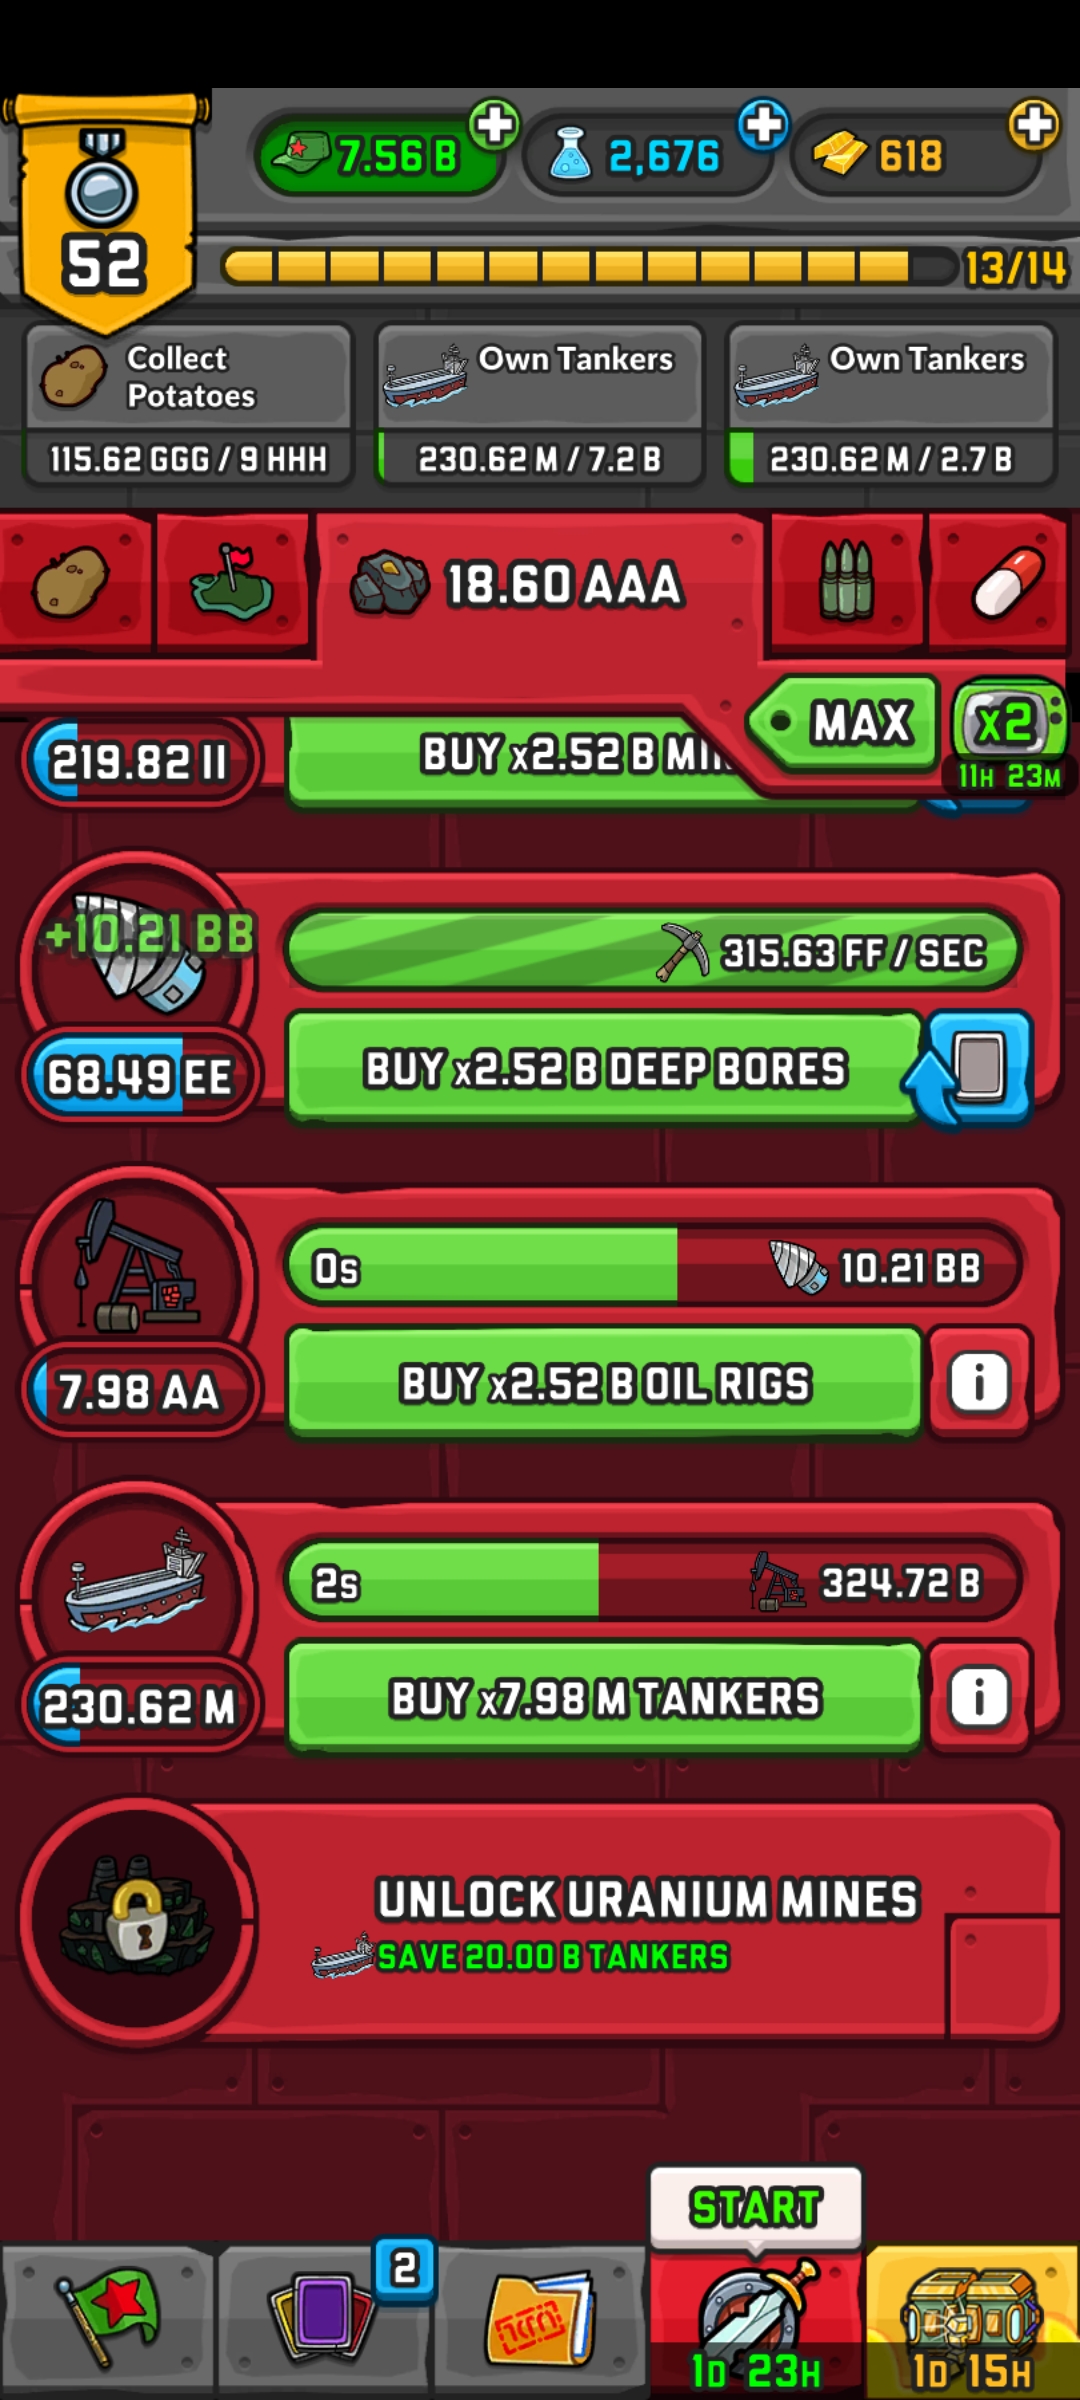 7.56 B
2,676
618
52
13/14
Collect
Potatoes
115.62 GGG / 9 HHH
Own Tankers
230.62 M / 7.2 B
Own Tankers
230.62 M / 2.7 B
18.60 AAA
MAX
x2
11H 23M
219.82 II
BUY x2.52 B
+10.21 BB
315.63 FF / SEC
68.49 EE
BUY x2.52 B DEEP BORES
0s
10.21 BB
7.98 AA
BUY x2.52 B OIL RIGS
i
2s
324.72 B
230.62 M
BUY x7.98 M TANKERS
i
UNLOCK URANIUM MINES
SAVE 20.00 B TANKERS
START
2
1D 23H
1D 15H